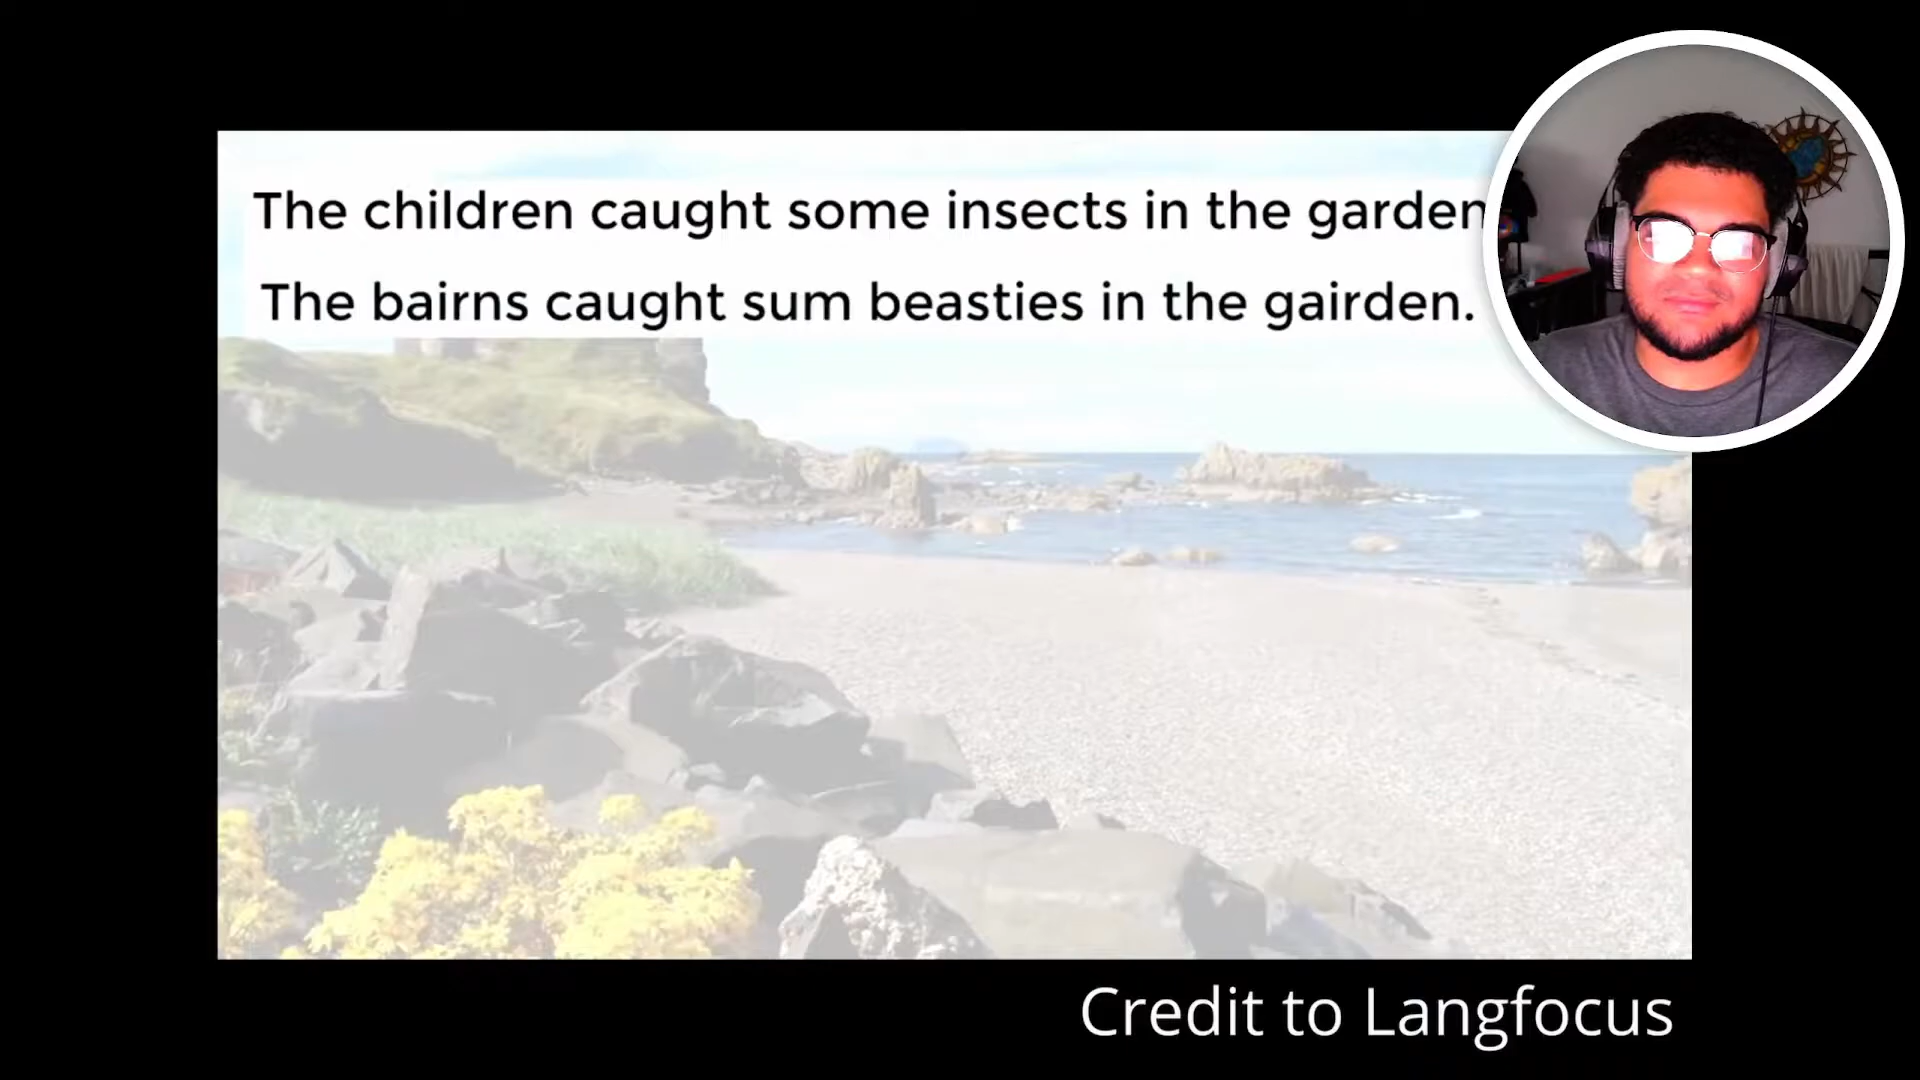 The children caught some insects in the garden
The bairns caught sum beasties in the gairden.
Credit to Langfocus